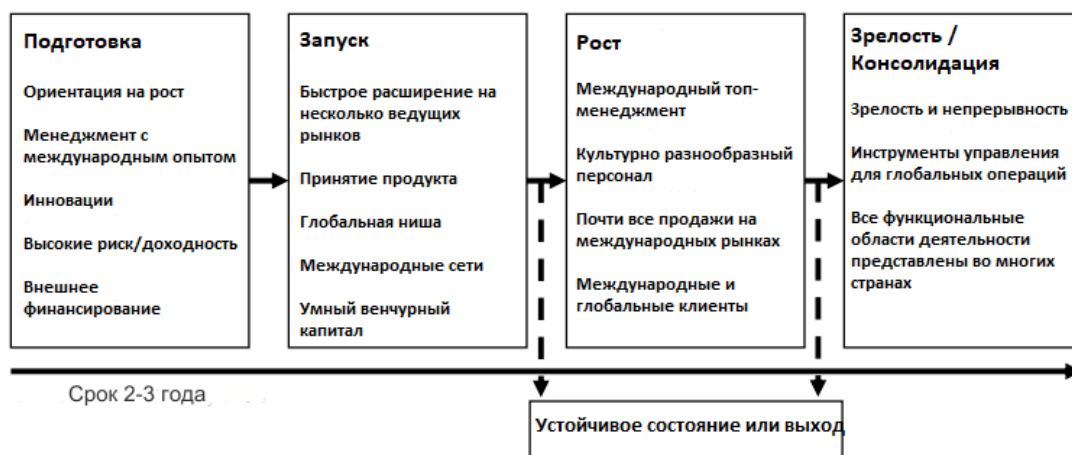 Подготовка
Ориентация на рост
Менеджмент с
международным опытом
Инновации
Высокие риск/доходность
Внешнее
финансирование
Запуск
Быстрое расширение на
несколько ведущих
рынков
Принятие продукта
Глобальная ниша
Международные сети
Умный венчурный
капитал
Рост
Международный топ-
менеджмент
Культурно разнообразный
персонал
Почти все продажи на
международных рынках
Международные и
глобальные клиенты
Зрелость /
Консолидация
Зрелость и непрерывность
Инструменты управления
для глобальных операций
Все функциональные
области деятельности
представлены во многих
странах
Срок 2-3 года
Устойчивое состояние или выход